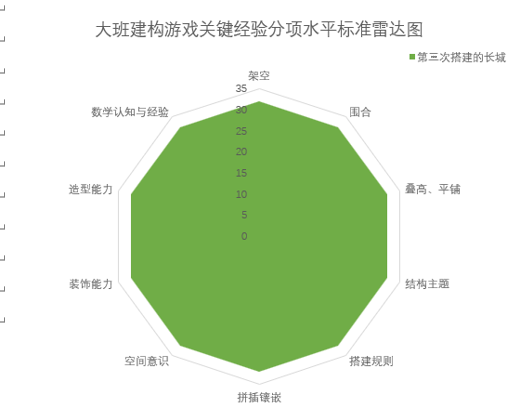 大班建构游戏关键经验分项水平标准雷达图
第三次搭建的长城
架空
35
数学认知与经验
30
围合
25
20
15
造型能力
叠高、平铺
10
5
0
装饰能力
结构主题
空间意识
搭建规则
拼插镶嵌